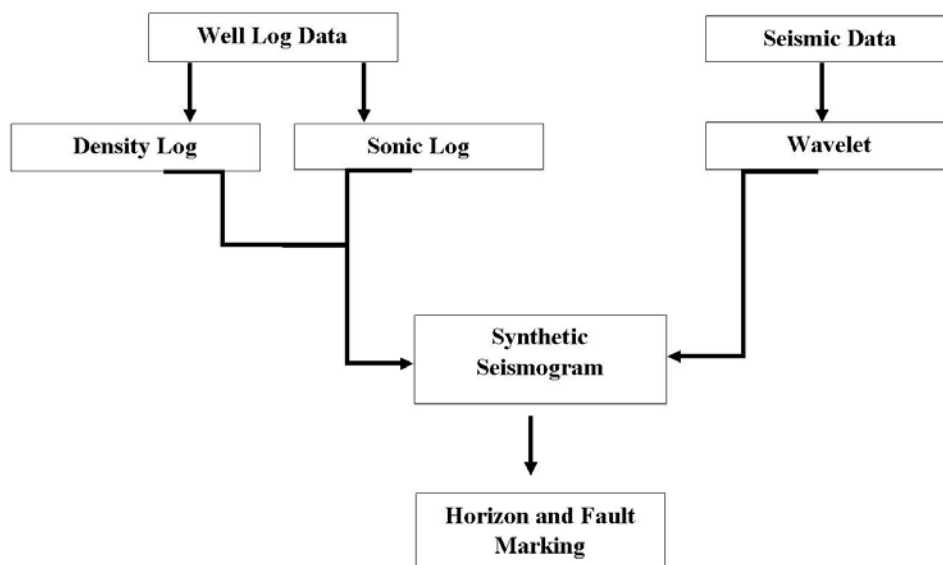 Well Log Data
Seismic Data
Density Log
Sonic Log
Wavelet
Synthetic
Seismogram
Horizon and Fault
Marking